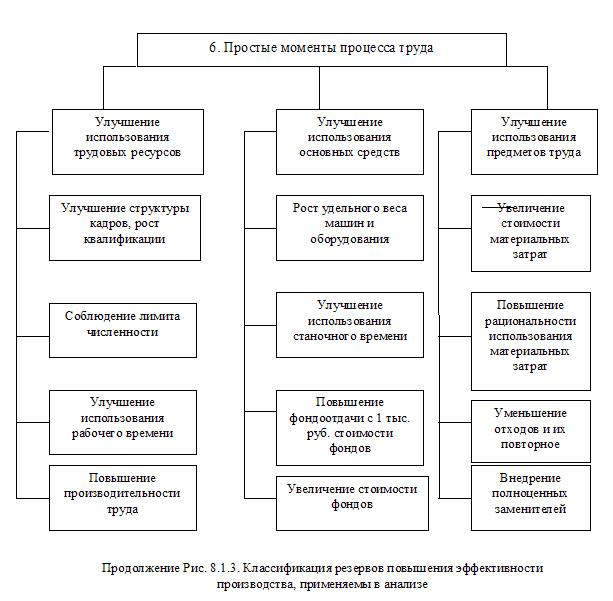 6. Простые моменты процесса труда
Улучшение
использования
трудовых ресурсов
Улучшение структуры
кадров, рост
квалификации
Соблюдение лимита
численности
Улучшение
использования
рабочего времени
Повышение
производительности
труда
Улучшение
использования
основных средств
Рост удельного веса
машин и
оборудования
Улучшение
использования
станочного времени
Повышение
фондоотдачи с 1 тыс.
руб. стоимости
фондов
Увеличение стоимости
фондов
Улучшение
использования
предметов труда
Увеличение
стоимости
материальных
затрат
Повышение
рациональности
использования
материальных
затрат
Уменьшение
отходов и их
повторное
Внедрение
полноценных
заменителей
Продолжение Рис. 8.1.3. Классификация резервов повышения эффективности
производства, применяемы в анализе